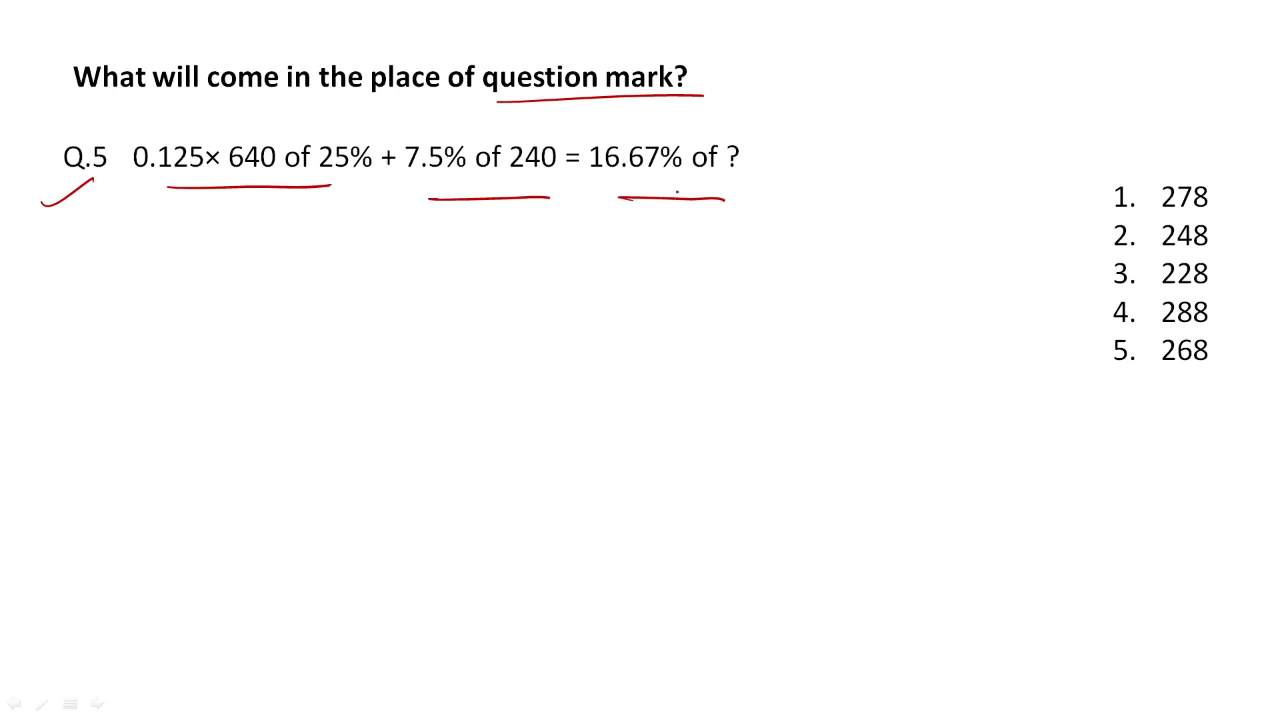 What will come in the place of question mark?
Q.5 0.125× 640 of 25% + 7.5% of 240 = 16.67% of ?
1. 278
2. 248
3. 228
4. 288
5. 268